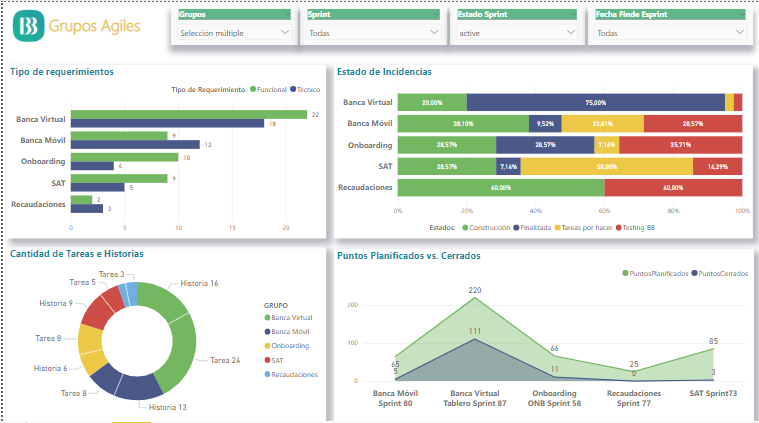 BB Grupos Agiles
Grupos
Selección múltiple
Sprint
Todas
Estado Sprint
active
Fecha Finde Esprint
Todas
Tipo de requerimientos
Tipo de Requerimiento Funcional Técnico
Banca Virtual 22
18
Banca Móvil 9
12
Onboarding 10
6
SAT 9
5
Recaudaciones 2
3
0 5 10 15 20
Estado de Incidencias
Banca Virtual 20,00% 75,00%
Banca Móvil 38,10% 9,52% 23,81% 28,57%
Onboarding 28,57% 28,57% 7,14% 35,71%
SAT 28,57% 7,14% 50,00% 14,29%
Recaudaciones 60,00% 40,00%
0% 20% 40% 60% 80% 100%
Estados: Construcción Finalizada Tareas por hacer Testing BB
Cantidad de Tareas e Historias
Tarea 3
Tarea 5
Historia 16
Historia 9
Tarea 8
Historia 6
Tarea 8
Historia 13
Tarea 24
GRUPO
Banca Virtual
Banca Móvil
Onboarding
SAT
Recaudaciones
Puntos Planificados vs. Cerrados
PuntosPlanificados PuntosCerrados
200
100
0
65
5
220
111
66
11
25
0
85
3
Banca Móvil
Sprint 80
Banca Virtual
Tablero Sprint 87
Onboarding
ONB Sprint 58
Recaudaciones
Sprint 77
SAT Sprint73